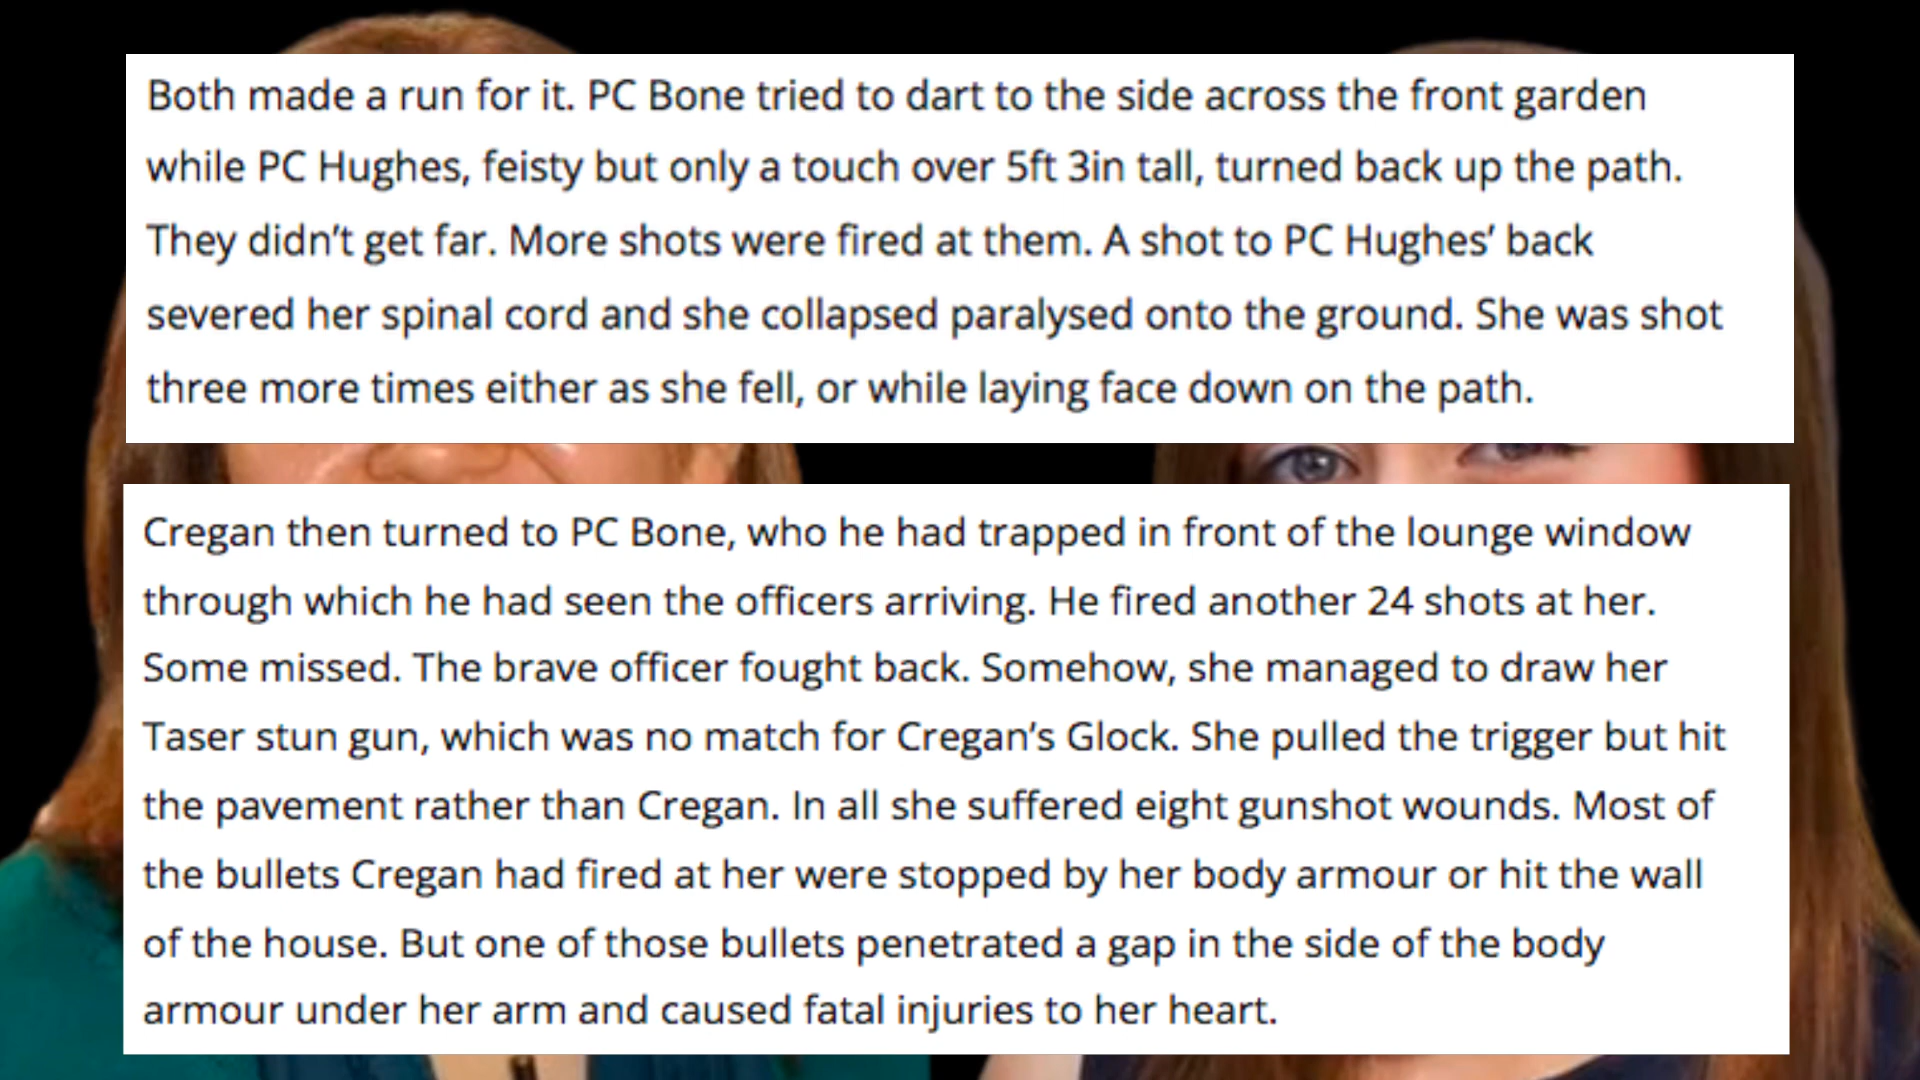 Both made a run for it. PC Bone tried to dart to the side across the front garden
while PC Hughes, feisty but only a touch over 5ft 3in tall, turned back up the path.
They didn’t get far. More shots were fired at them. A shot to PC Hughes’ back
severed her spinal cord and she collapsed paralysed onto the ground. She was shot
three more times either as she fell, or while laying face down on the path.
Cregan then turned to PC Bone, who he had trapped in front of the lounge window
through which he had seen the officers arriving. He fired another 24 shots at her.
Some missed. The brave officer fought back. Somehow, she managed to draw her
Taser stun gun, which was no match for Cregan’s Glock. She pulled the trigger but hit
the pavement rather than Cregan. In all she suffered eight gunshot wounds. Most of
the bullets Cregan had fired at her were stopped by her body armour or hit the wall
of the house. But one of those bullets penetrated a gap in the side of the body
armour under her arm and caused fatal injuries to her heart.